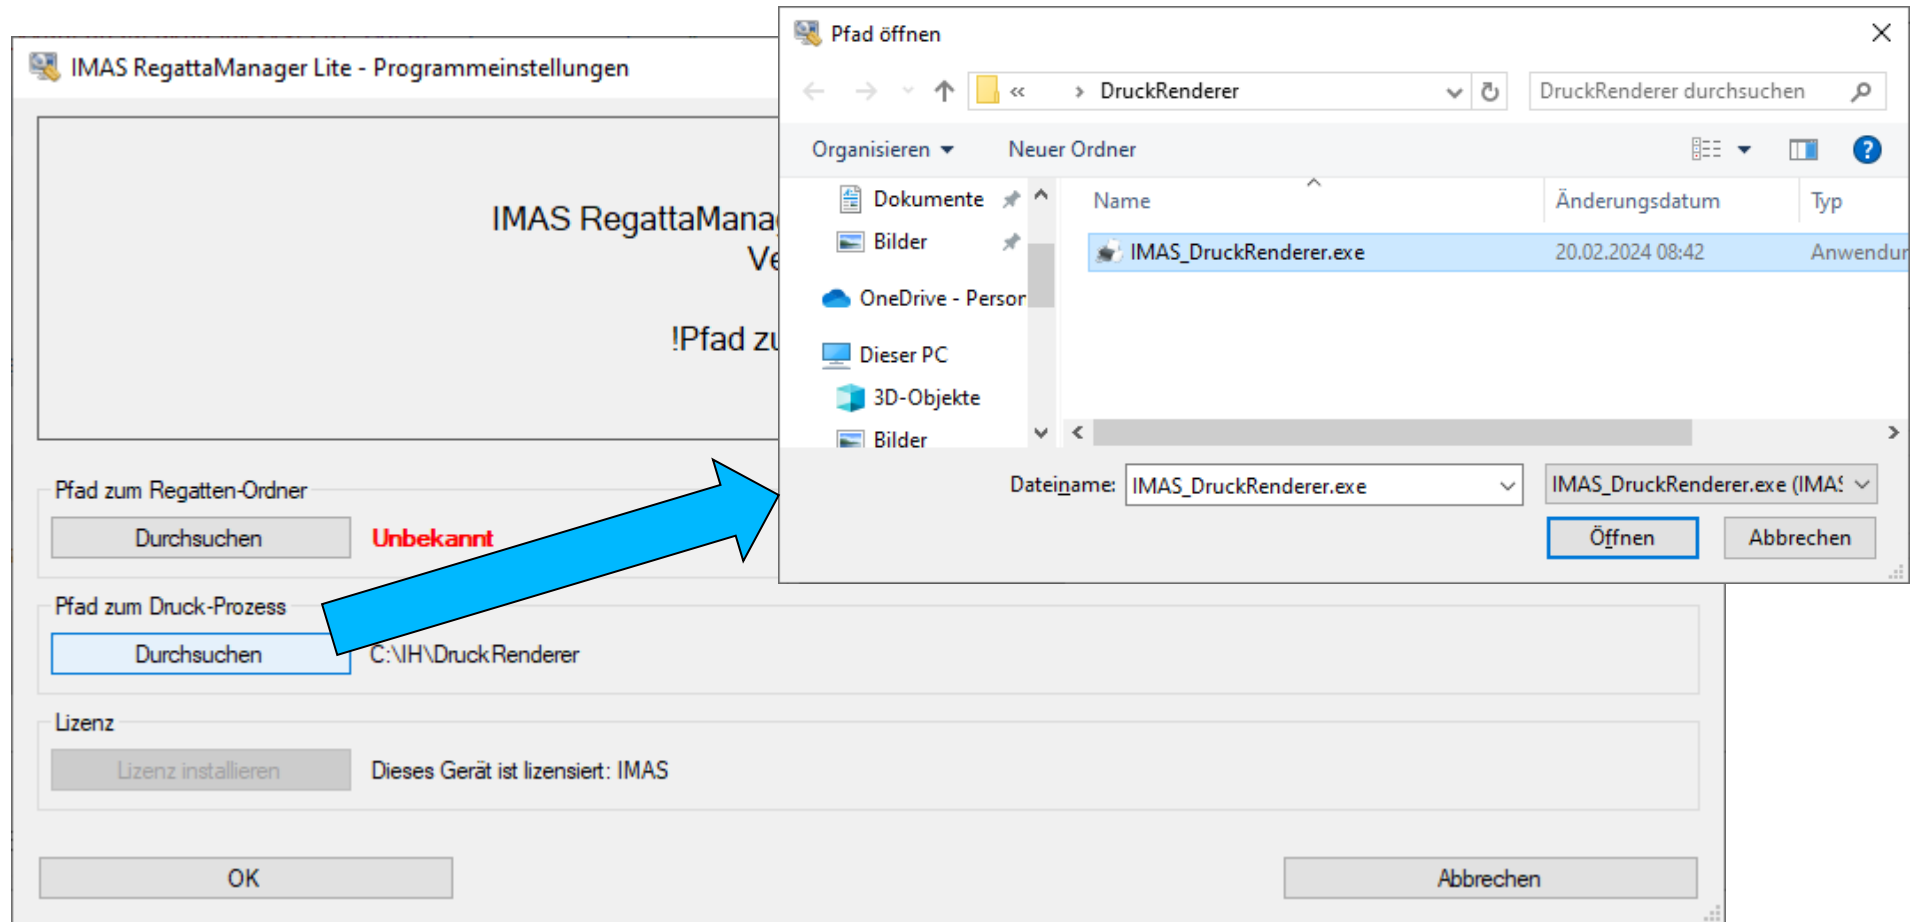 IMAS RegattaManager Lite - Programmeinstellungen
IMAS RegattaMana
Ve
!Pfad zu
Pfad zum Regatten-Ordner
Durchsuchen
Unbekannt
Pfad zum Druck-Prozess
Durchsuchen
C:\IH\DruckRenderer
Lizenz
Lizenz installieren
Dieses Gerät ist lizensiert: IMAS
OK
Abbrechen
Pfad öffnen
« > DruckRenderer
DruckRenderer durchsuchen
Organisieren
Neuer Ordner
Dokumente
Bilder
OneDrive - Person
Dieser PC
3D-Objekte
Bilder
Name
Änderungsdatum
Typ
IMAS_DruckRenderer.exe
20.02.2024 08:42
Anwendun
Dateiname:
IMAS_DruckRenderer.exe
IMAS_DruckRenderer.exe (IMAS
Öffnen
Abbrechen